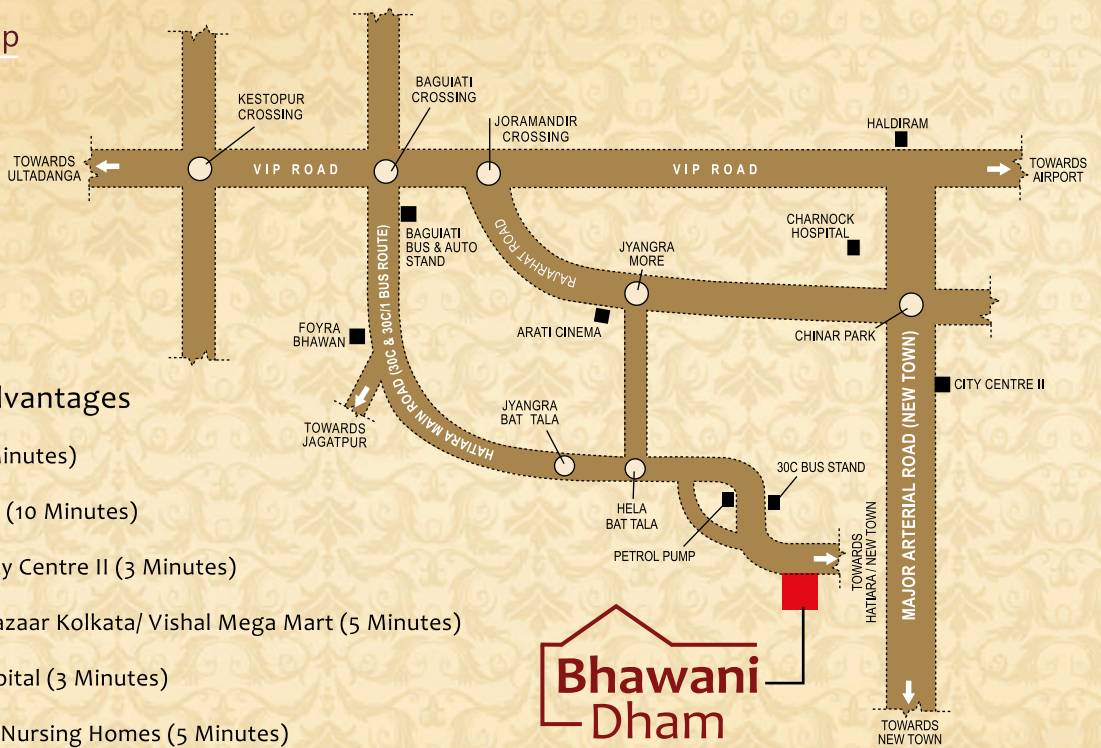 p
KESTOPUR
CROSSING
BAGUIATI
CROSSING
JORAMANDIR
CROSSING
HALDIRAM
TOWARDS
ULTADANGA
VIP ROAD
VIP ROAD
TOWARDS
AIRPORT
BAGUIATI
BUS & AUTO
STAND
RAJARHAT ROAD
JYANGRA
MORE
CHARNOCK
HOSPITAL
FOYRA
BHAWAN
ARATI CINEMA
CHINAR PARK
HATIARA MAIN ROAD (30C & 30C/1 BUS ROUTE)
MAJOR ARTERIAL ROAD (NEW TOWN)
CITY CENTRE II
TOWARDS
JAGATPUR
JYANGRA
BAT TALA
HELA
BAT TALA
30C BUS STAND
PETROL PUMP
TOWARDS
HATIARA / NEW TOWN
TOWARDS
NEW TOWN
lvantages
inutes)
(10 Minutes)
y Centre II (3 Minutes)
azaar Kolkata/ Vishal Mega Mart (5 Minutes)
pital (3 Minutes)
Nursing Homes (5 Minutes)
Bhawani
Dham